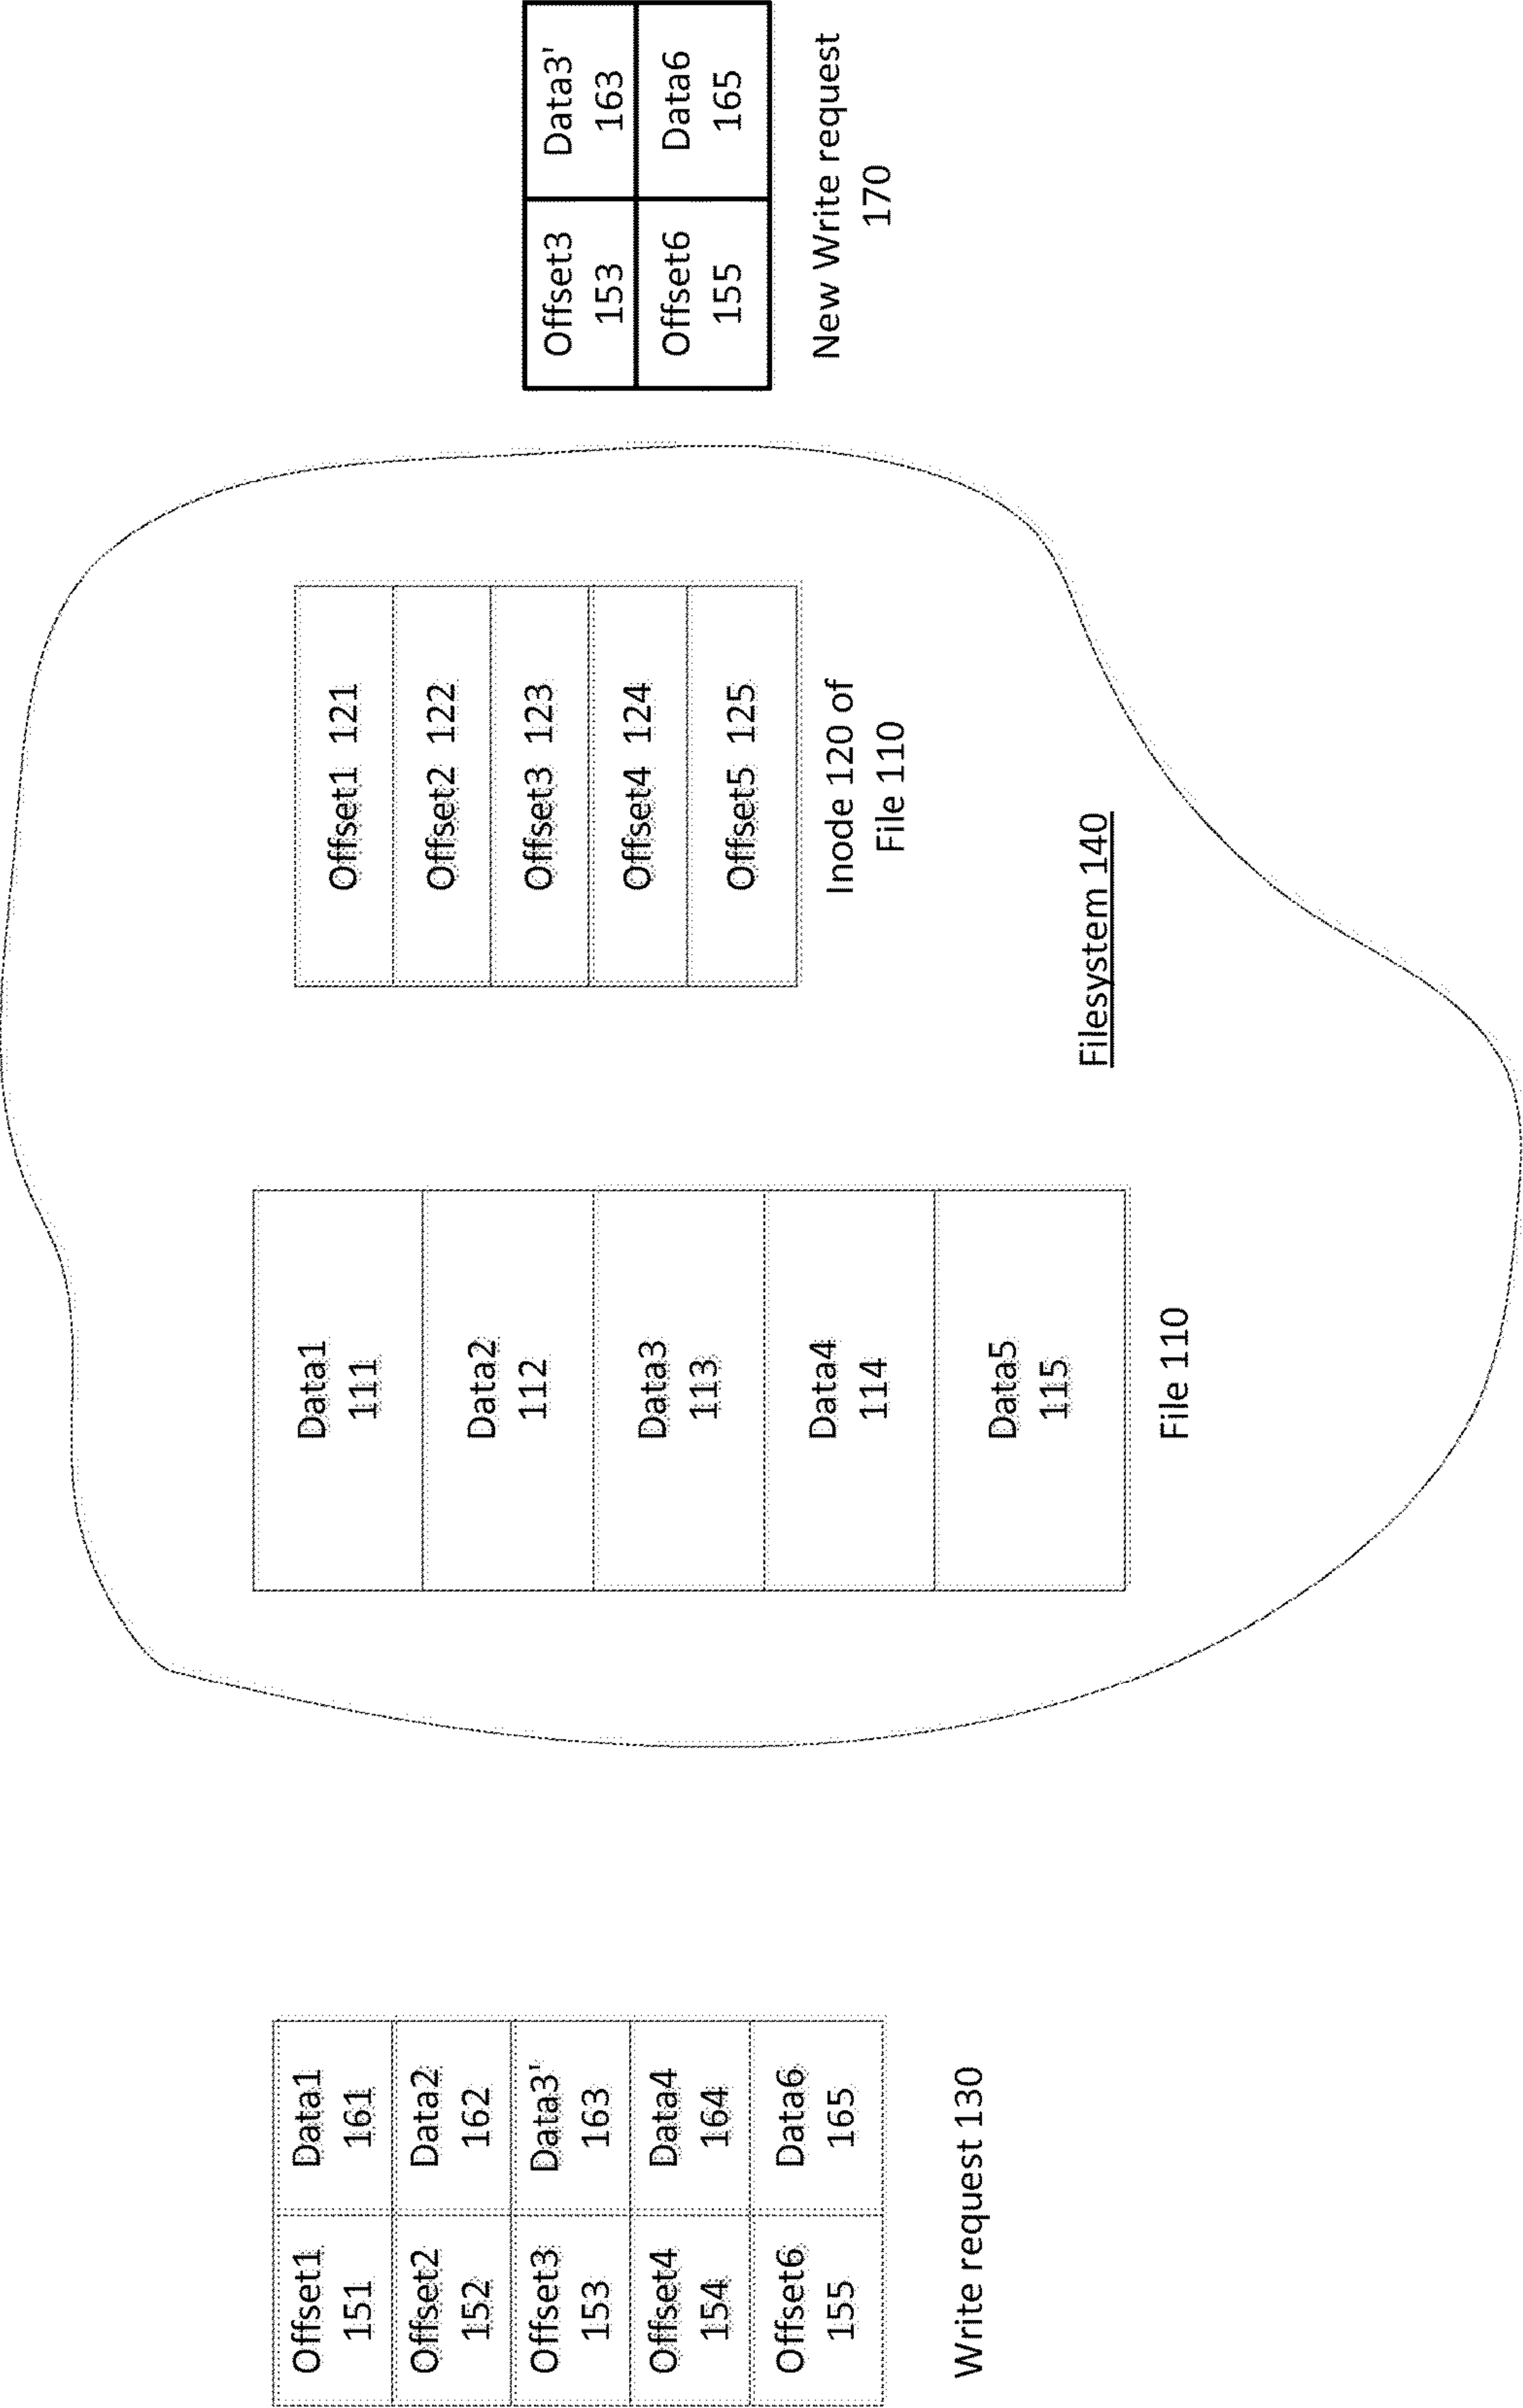 Offset1
151
Data1
161
Offset2
152
Data2
162
Offset3
153
Data3'
163
Offset4
154
Data4
164
Offset6
155
Data6
165
Write request 130
Data1
111
Data2
112
Data3
113
Data4
114
Data5
115
File 110
Offset1 121
Offset2 122
Offset3 123
Offset4 124
Offset5 125
Inode 120 of
File 110
Filesystem 140
Offset3
153
Data3'
163
Offset6
155
Data6
165
New Write request
170